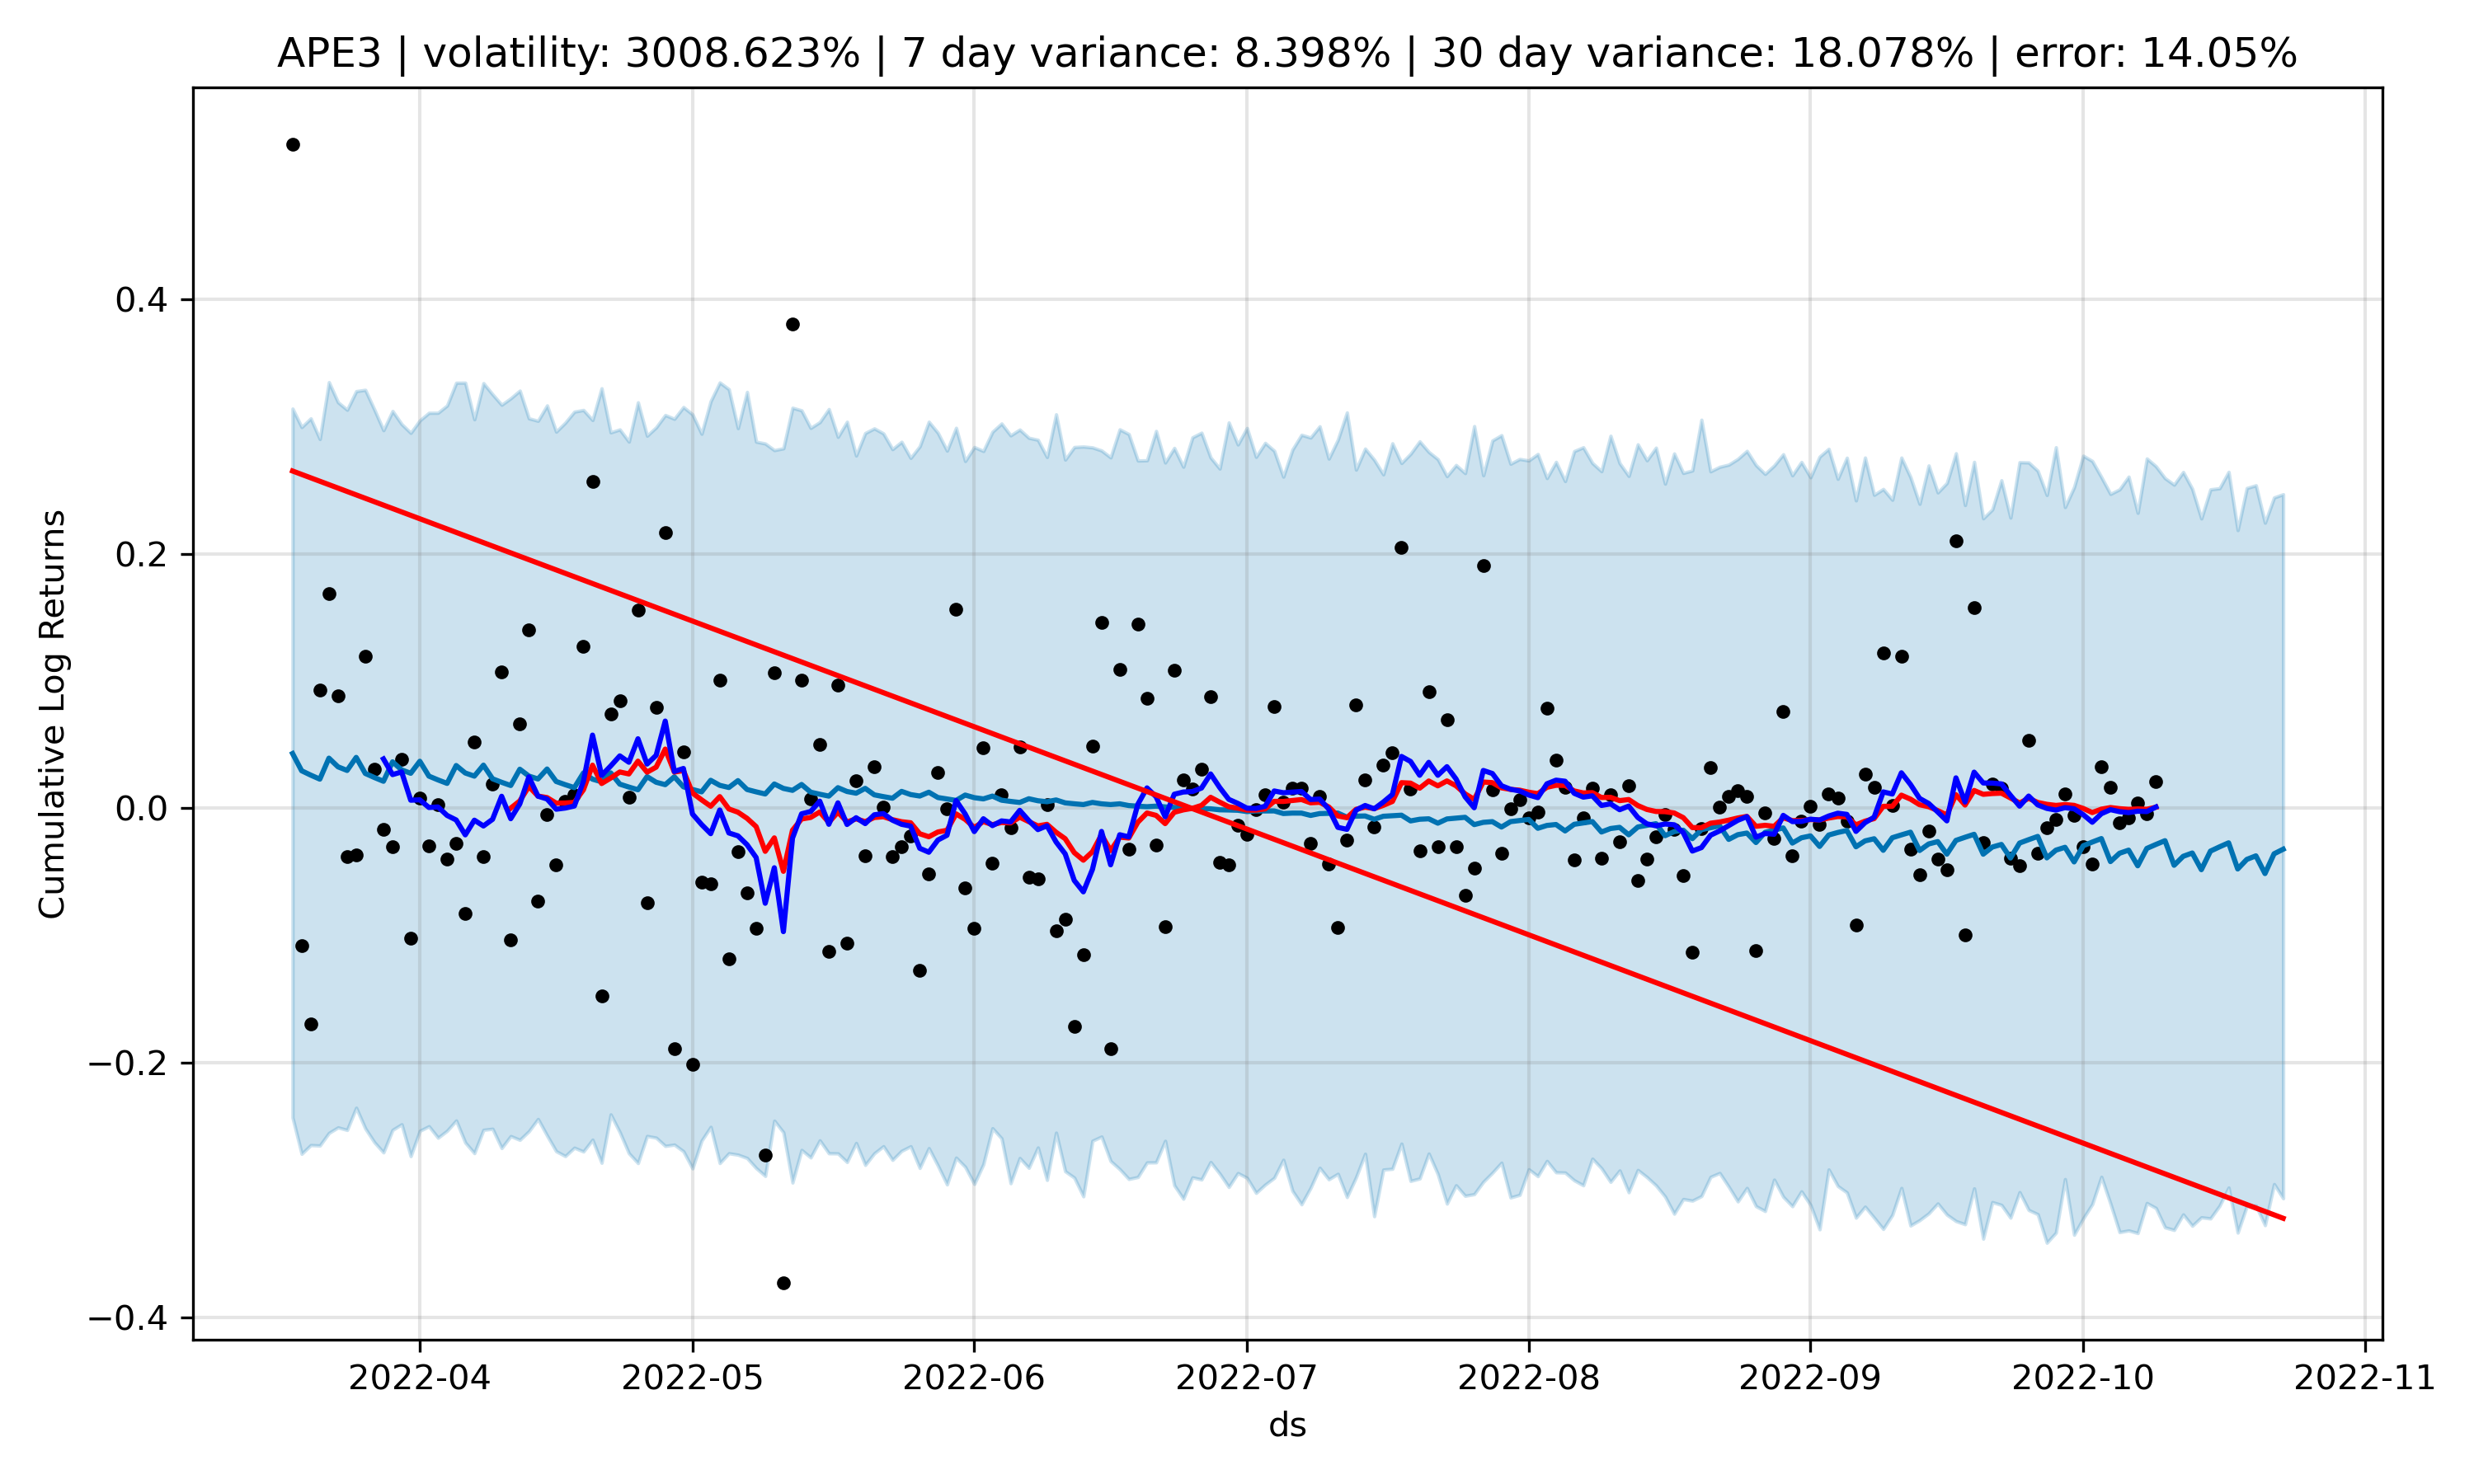 APE3 | volatility: 3008.623% | 7 day variance: 8.398% | 30 day variance: 18.078% | error: 14.05%
Cumulative Log Returns
0.4
0.2
0.0
−0.2
−0.4
2022-04 2022-05 2022-06 2022-07 2022-08 2022-09 2022-10 2022-11
ds